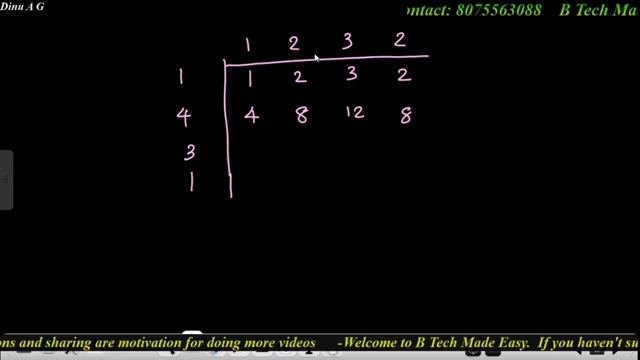 Dinu A G
ontact: 8075563088 B Tech Ma
1 2 3 2
1 1 2 3 2
4 4 8 12 8
3
1
ons and sharing are motivation for doing more videos -Welcome to B Tech Made Easy. If you haven't su